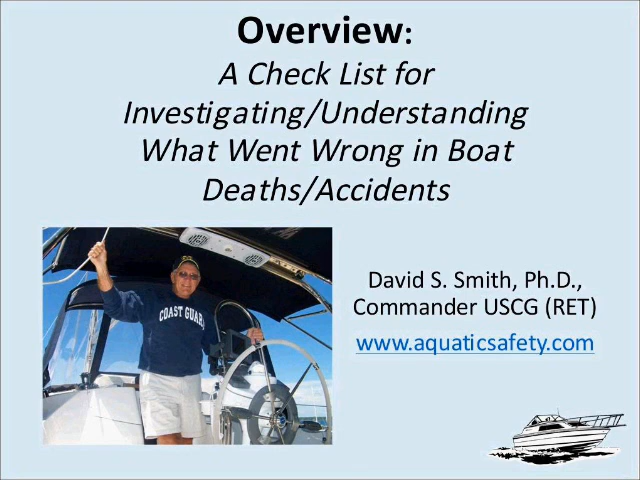 Overview:
A Check List for
Investigating/Understanding
What Went Wrong in Boat
Deaths/Accidents
COAST GUARD
David S. Smith, Ph.D.,
Commander USCG (RET)
www.aquaticsafety.com